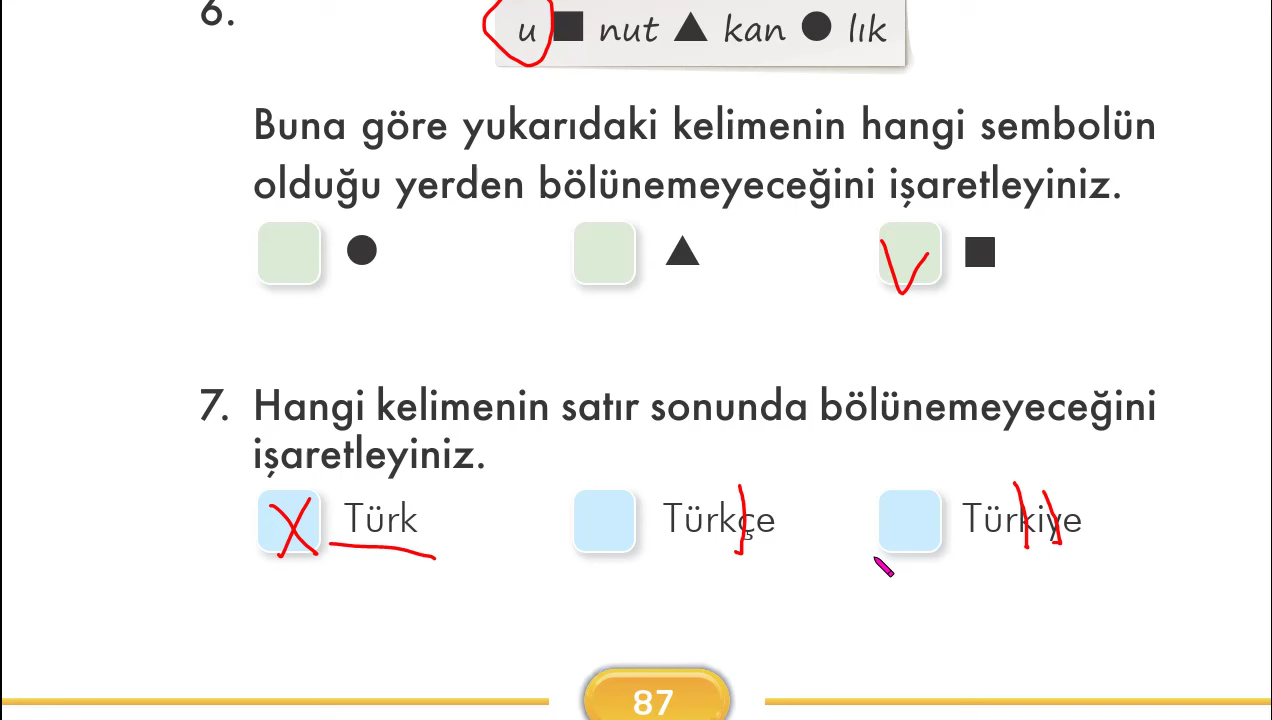 6.
u ■ nut ▲ kan ● lık
Buna göre yukarıdaki kelimenin hangi sembolün
olduğu yerden bölünemeyeceğini işaretleyiniz.
● ▲ ■
7. Hangi kelimenin satır sonunda bölünemeyeceğini
işaretleyiniz.
Türk Türkçe Türkiye
87